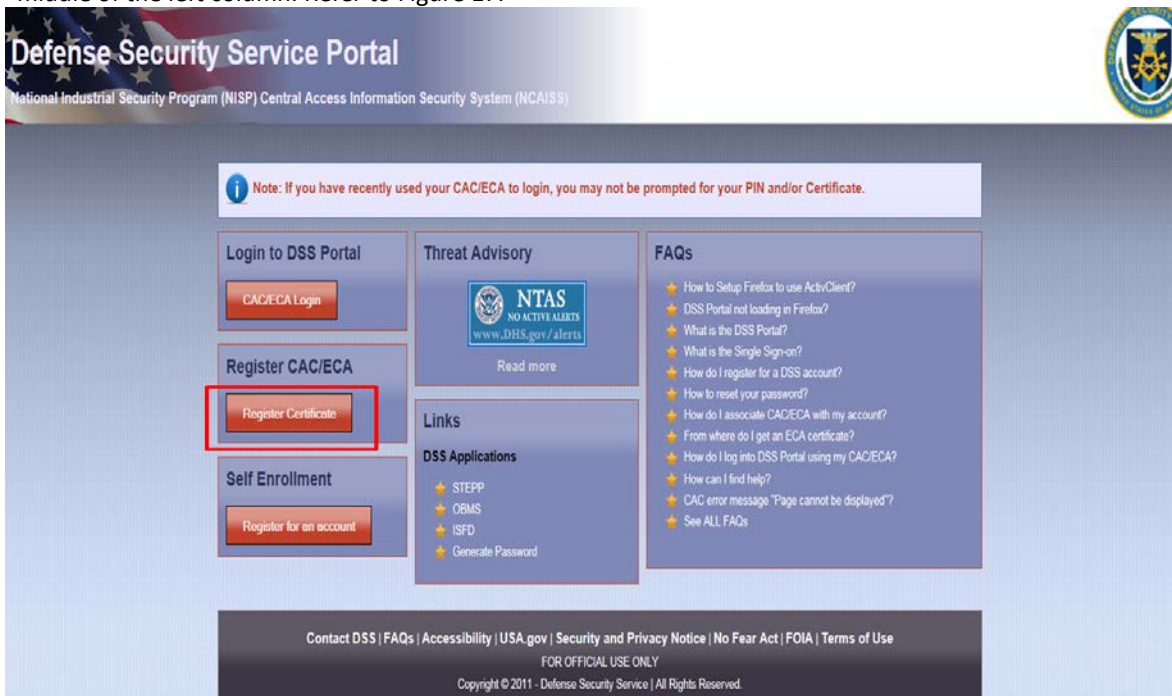 Defense Security Service Portal
National Industrial Security Program (NISP) Central Access Information Security System (NCAISS)
Note: If you have recently used your CAC/ECA to login, you may not be prompted for your PIN and/or Certificate.
Login to DSS Portal
CAC/ECA Login
Register CAC/ECA
Register Certificate
Self Enrollment
Register for an account
Threat Advisory
NTAS
NO ACTIVE ALERTS
www.DHS.gov/alerts
Read more
Links
DSS Applications
STEPP
OBMS
ISFD
Generate Password
FAQs
How to Setup Firefox to use ActivClient?
DSS Portal not loading in Firefox?
What is the DSS Portal?
What is the Single Sign-on?
How do I register for a DSS account?
How to reset your password?
How do I associate CAC/ECA with my account?
From where do I get an ECA certificate?
How do I log into DSS Portal using my CAC/ECA?
How can I find help?
CAC error message "Page cannot be displayed"?
See ALL FAQs
Contact DSS | FAQs | Accessibility | USA.gov | Security and Privacy Notice | No Fear Act | FOIA | Terms of Use
FOR OFFICIAL USE ONLY
Copyright © 2011 - Defense Security Service | All Rights Reserved.